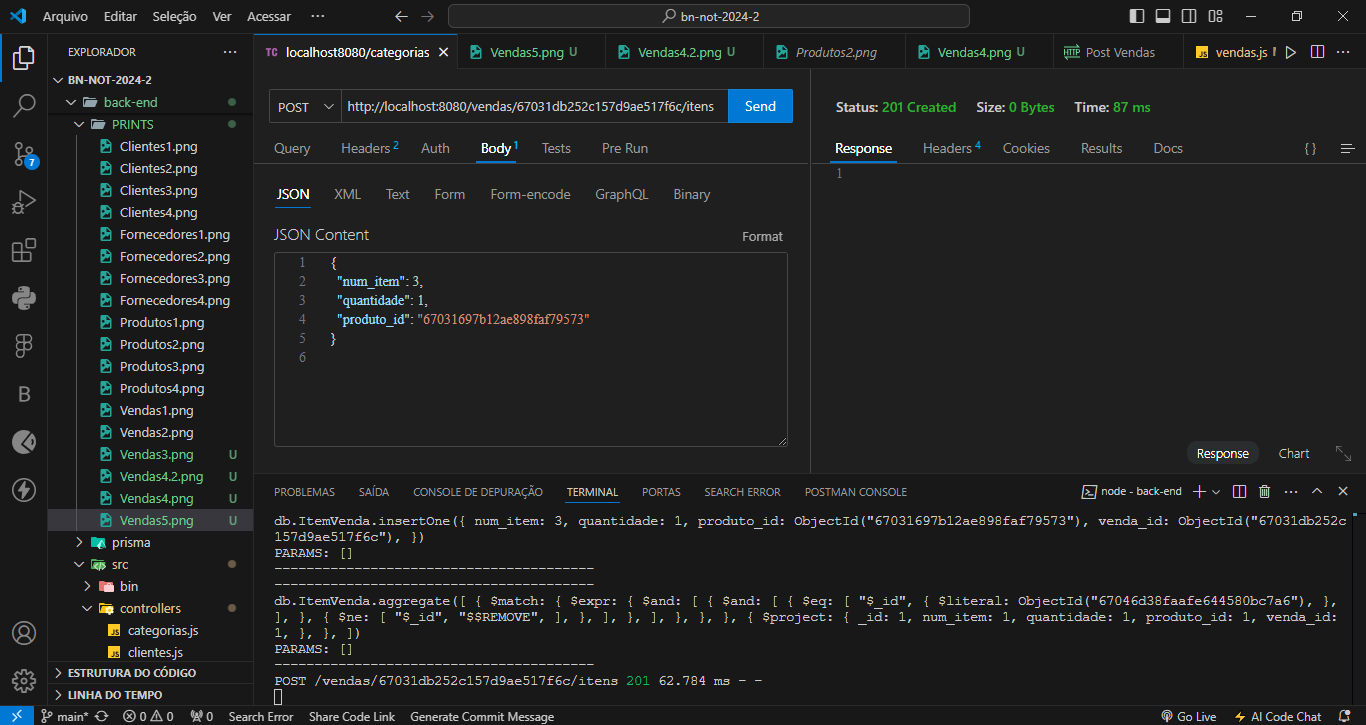 Arquivo Editar Seleção Ver Acessar ···
bn-not-2024-2
EXPLORADOR ···
BN-NOT-2024-2
back-end
PRINTS
Clientes1.png
Clientes2.png
Clientes3.png
Clientes4.png
Fornecedores1.png
Fornecedores2.png
Fornecedores3.png
Fornecedores4.png
Produtos1.png
Produtos2.png
Produtos3.png
Produtos4.png
Vendas1.png
Vendas2.png
Vendas3.png U
Vendas4.2.png U
Vendas4.png U
Vendas5.png U
prisma
src
bin
controllers
JS categorias.js
JS clientes.js
ESTRUTURA DO CÓDIGO
LINHA DO TEMPO
7
B
TC localhost8080/categorias
Vendas5.png U
Vendas4.2.png U
Produtos2.png
Vendas4.png U
HTTP Post Vendas
JS vendas.js
POST http://localhost:8080/vendas/67031db252c157d9ae517f6c/itens Send
Query Headers 2 Auth Body 1 Tests Pre Run
JSON XML Text Form Form-encode GraphQL Binary
JSON Content Format
1 {
2 "num_item": 3,
3 "quantidade": 1,
4 "produto_id": "67031697b12ae898faf79573"
5 }
6
Status: 201 Created Size: 0 Bytes Time: 87 ms
Response Headers 4 Cookies Results Docs { }
1
Response Chart
PROBLEMAS SAÍDA CONSOLE DE DEPURAÇÃO TERMINAL PORTAS SEARCH ERROR POSTMAN CONSOLE node - back-end ···
db.ItemVenda.insertOne({ num_item: 3, quantidade: 1, produto_id: ObjectId("67031697b12ae898faf79573"), venda_id: ObjectId("67031db252c
157d9ae517f6c"), })
PARAMS: []
----------------------------------------
----------------------------------------
db.ItemVenda.aggregate([ { $match: { $expr: { $and: [ { $and: [ { $eq: [ "$_id", { $literal: ObjectId("67046d38faafe644580bc7a6"), },
], }, { $ne: [ "$_id", "$$REMOVE", ], }, ], }, ], }, }, }, { $project: { _id: 1, num_item: 1, quantidade: 1, produto_id: 1, venda_id:
1, }, }, ])
PARAMS: []
----------------------------------------
POST /vendas/67031db252c157d9ae517f6c/itens 201 62.784 ms - -
main* 0 0 0 Search Error Share Code Link Generate Commit Message Go Live AI Code Chat